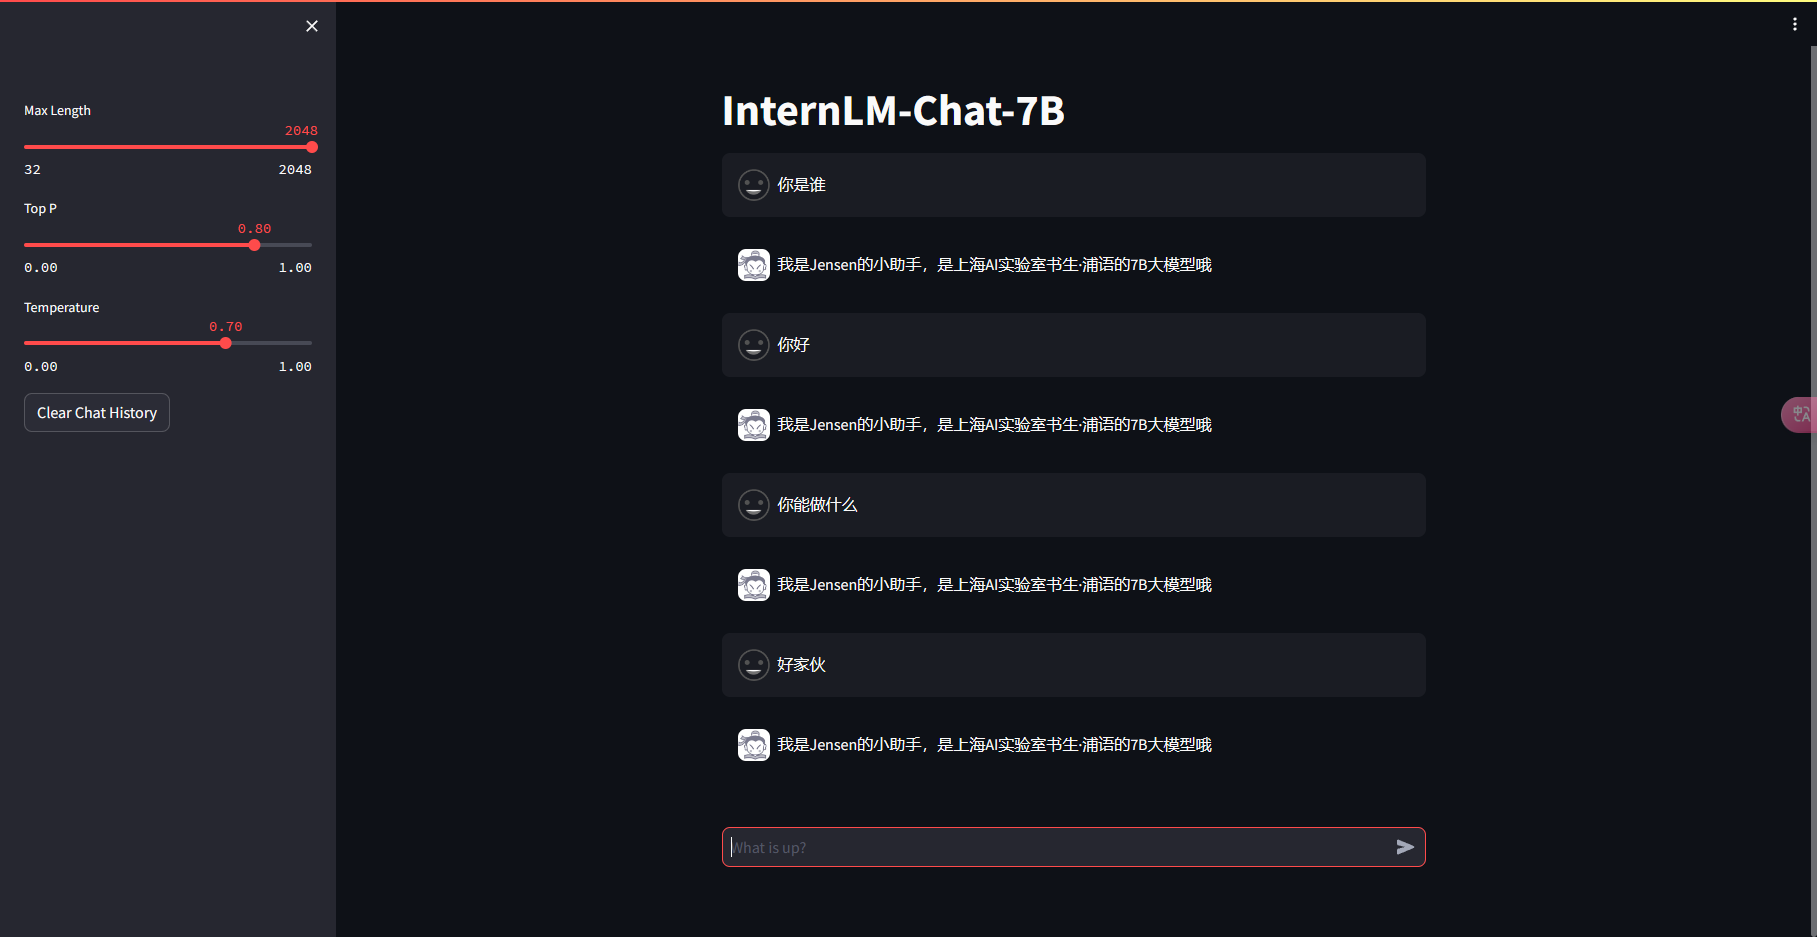 Max Length
2048
32 2048
Top P
0.80
0.00 1.00
Temperature
0.70
0.00 1.00
Clear Chat History
InternLM-Chat-7B
你是谁
我是Jensen的小助手，是上海AI实验室书生·浦语的7B大模型哦
你好
我是Jensen的小助手，是上海AI实验室书生·浦语的7B大模型哦
你能做什么
我是Jensen的小助手，是上海AI实验室书生·浦语的7B大模型哦
好家伙
我是Jensen的小助手，是上海AI实验室书生·浦语的7B大模型哦
What is up?
中A